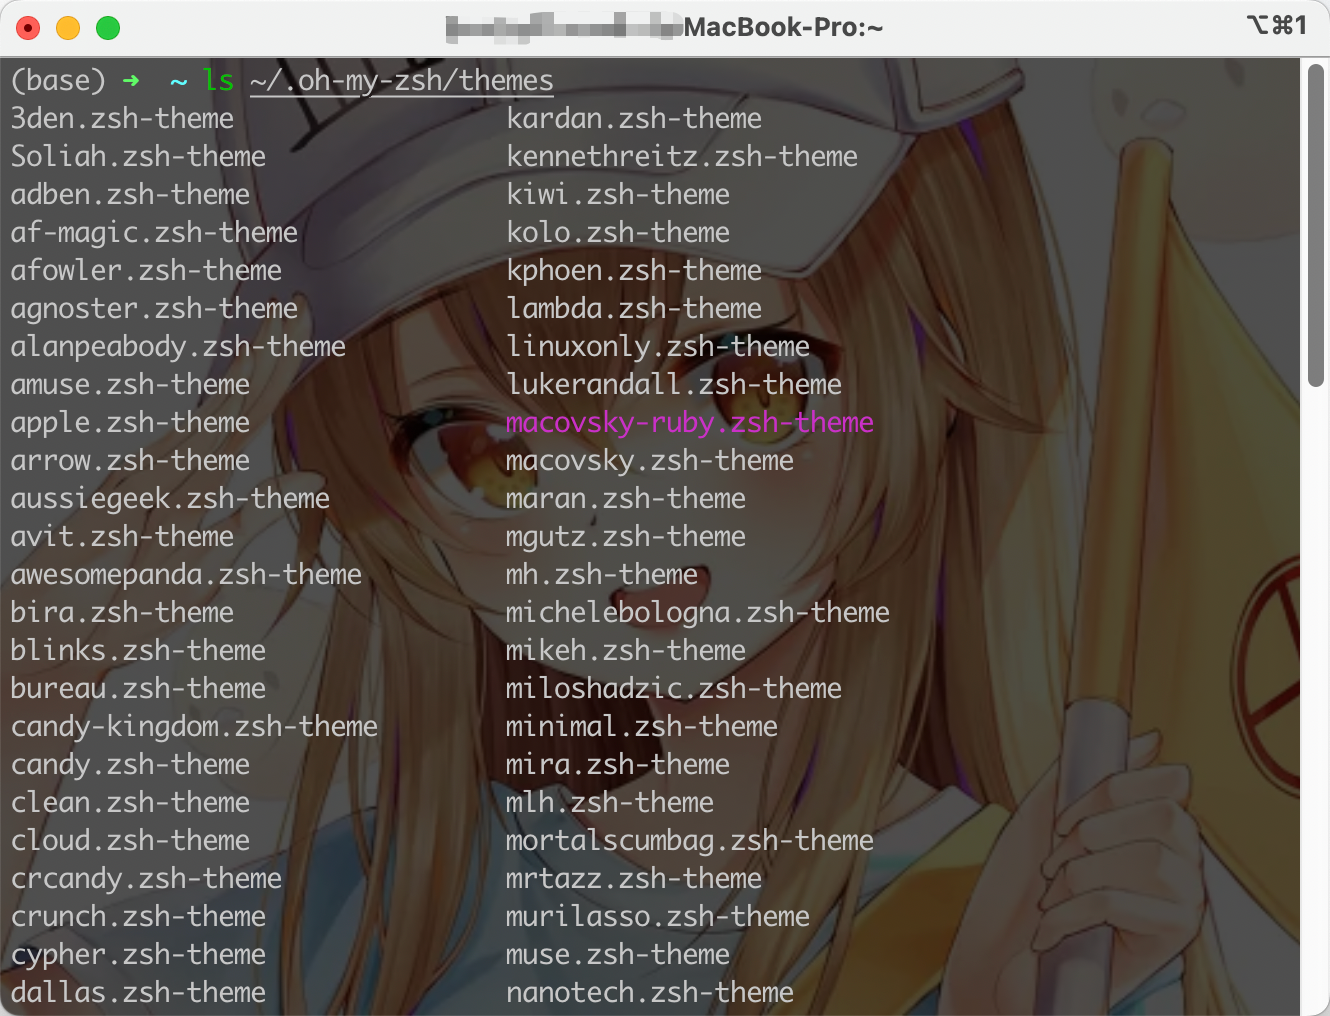 MacBook-Pro:~
⌥⌘1
(base) ➜ ~ ls ~/.oh-my-zsh/themes
3den.zsh-theme kardan.zsh-theme
Soliah.zsh-theme kennethreitz.zsh-theme
adben.zsh-theme kiwi.zsh-theme
af-magic.zsh-theme kolo.zsh-theme
afowler.zsh-theme kphoen.zsh-theme
agnoster.zsh-theme lambda.zsh-theme
alanpeabody.zsh-theme linuxonly.zsh-theme
amuse.zsh-theme lukerandall.zsh-theme
apple.zsh-theme macovsky-ruby.zsh-theme
arrow.zsh-theme macovsky.zsh-theme
aussiegeek.zsh-theme maran.zsh-theme
avit.zsh-theme mgutz.zsh-theme
awesomepanda.zsh-theme mh.zsh-theme
bira.zsh-theme michelebologna.zsh-theme
blinks.zsh-theme mikeh.zsh-theme
bureau.zsh-theme miloshadzic.zsh-theme
candy-kingdom.zsh-theme minimal.zsh-theme
candy.zsh-theme mira.zsh-theme
clean.zsh-theme mlh.zsh-theme
cloud.zsh-theme mortalscumbag.zsh-theme
crcandy.zsh-theme mrtazz.zsh-theme
crunch.zsh-theme murilasso.zsh-theme
cypher.zsh-theme muse.zsh-theme
dallas.zsh-theme nanotech.zsh-theme